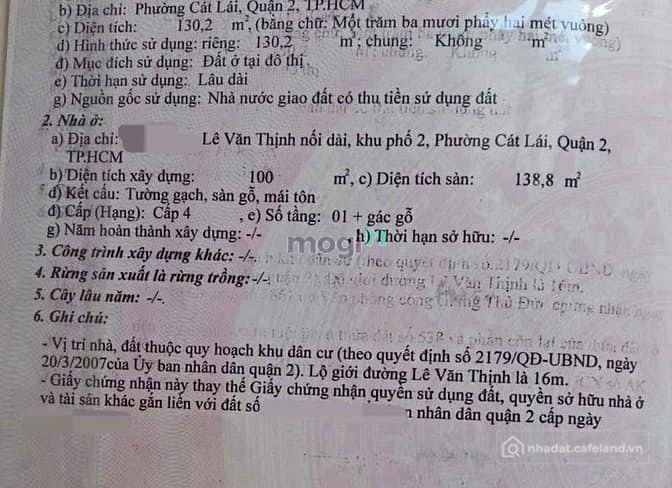 b) Địa chỉ: Phường Cát Lái, Quận 2, TP.HCM
c) Diện tích: 130,2 m², (bằng chữ: Một trăm ba mươi phẩy hai mét vuông)
d) Hình thức sử dụng: riêng: 130,2 m²; chung: Không m²
đ) Mục đích sử dụng: Đất ở tại đô thị
e) Thời hạn sử dụng: Lâu dài
g) Nguồn gốc sử dụng: Nhà nước giao đất có thu tiền sử dụng đất
2. Nhà ở:
a) Địa chỉ: Lê Văn Thịnh nối dài, khu phố 2, Phường Cát Lái, Quận 2,
TP.HCM
b) Diện tích xây dựng: 100 m², c) Diện tích sàn: 138,8 m²
d) Kết cấu: Tường gạch, sàn gỗ, mái tôn
đ) Cấp (Hạng): Cấp 4 , e) Số tầng: 01 + gác gỗ
g) Năm hoàn thành xây dựng: -/- h) Thời hạn sở hữu: -/-
mogi
3. Công trình xây dựng khác: -/-
4. Rừng sản xuất là rừng trồng: -/-
5. Cây lâu năm: -/-.
6. Ghi chú:
- Vị trí nhà, đất thuộc quy hoạch khu dân cư (theo quyết định số 2179/QĐ-UBND, ngày
20/3/2007của Ủy ban nhân dân quận 2). Lộ giới đường Lê Văn Thịnh là 16m.
- Giấy chứng nhận này thay thế Giấy chứng nhận quyền sử dụng đất, quyền sở hữu nhà ở
và tài sản khác gắn liền với đất số n nhân dân quận 2 cấp ngày
nhadat.cafeland.vn